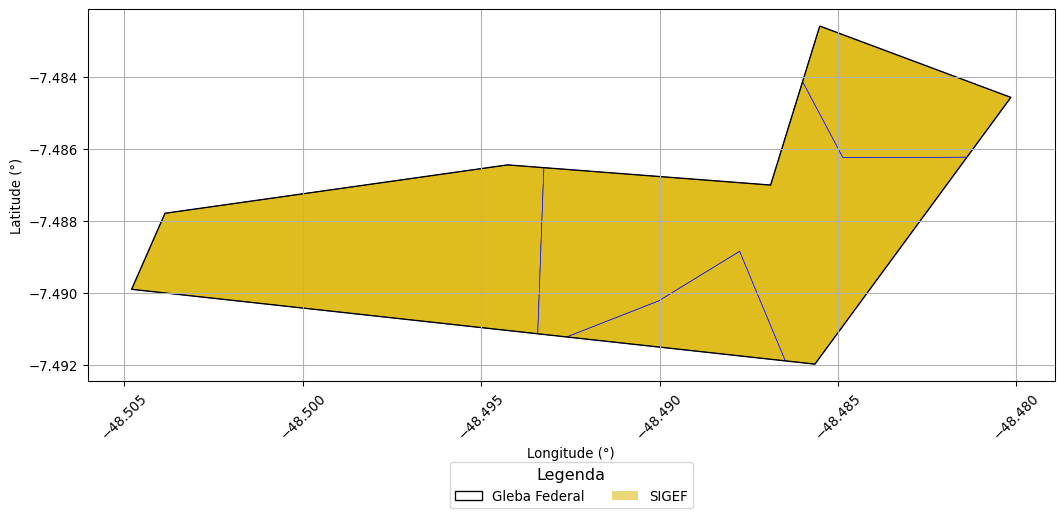 −7.484
−7.486
−7.488
−7.490
−7.492
Latitude (°)
−48.505
−48.500
−48.495
−48.490
−48.485
−48.480
Longitude (°)
Legenda
Gleba Federal
SIGEF